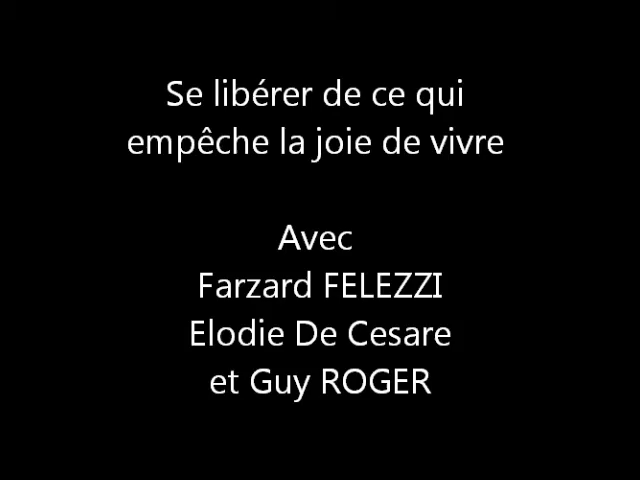 Se libérer de ce qui
empêche la joie de vivre
Avec
Farzard FELEZZI
Elodie De Cesare
et Guy ROGER